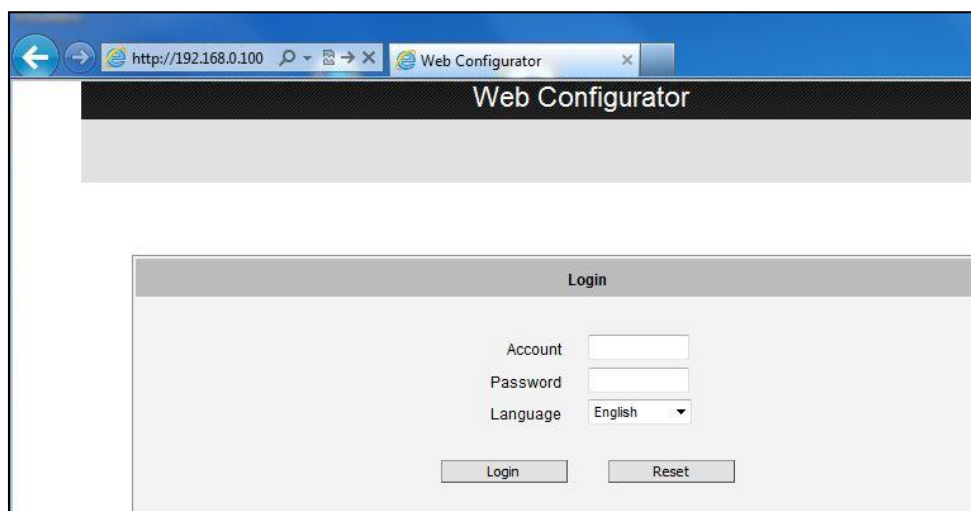 http://192.168.0.100 Web Configurator
Web Configurator
Login
Account
Password
Language English
Login Reset